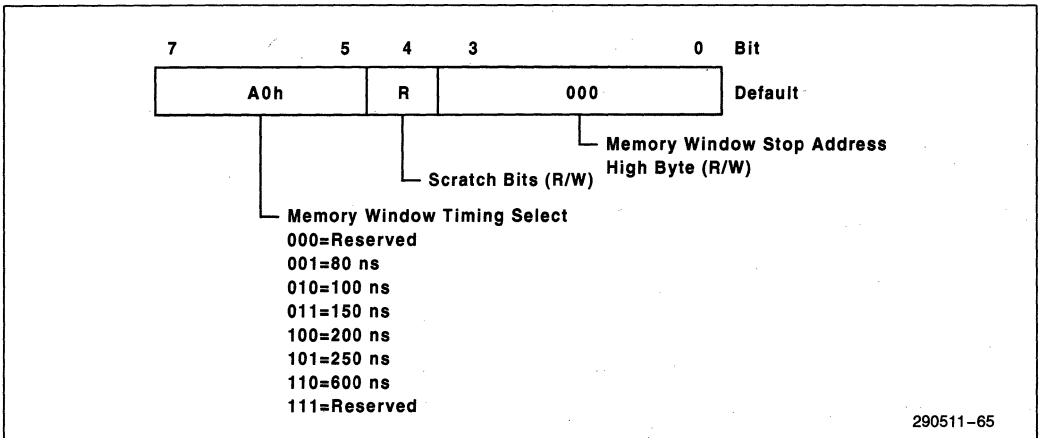 7 5 4 3 0 Bit
A0h R 000 Default
Memory Window Stop Address
High Byte (R/W)
Scratch Bits (R/W)
Memory Window Timing Select
000=Reserved
001=80 ns
010=100 ns
011=150 ns
100=200 ns
101=250 ns
110=600 ns
111=Reserved
290511–65